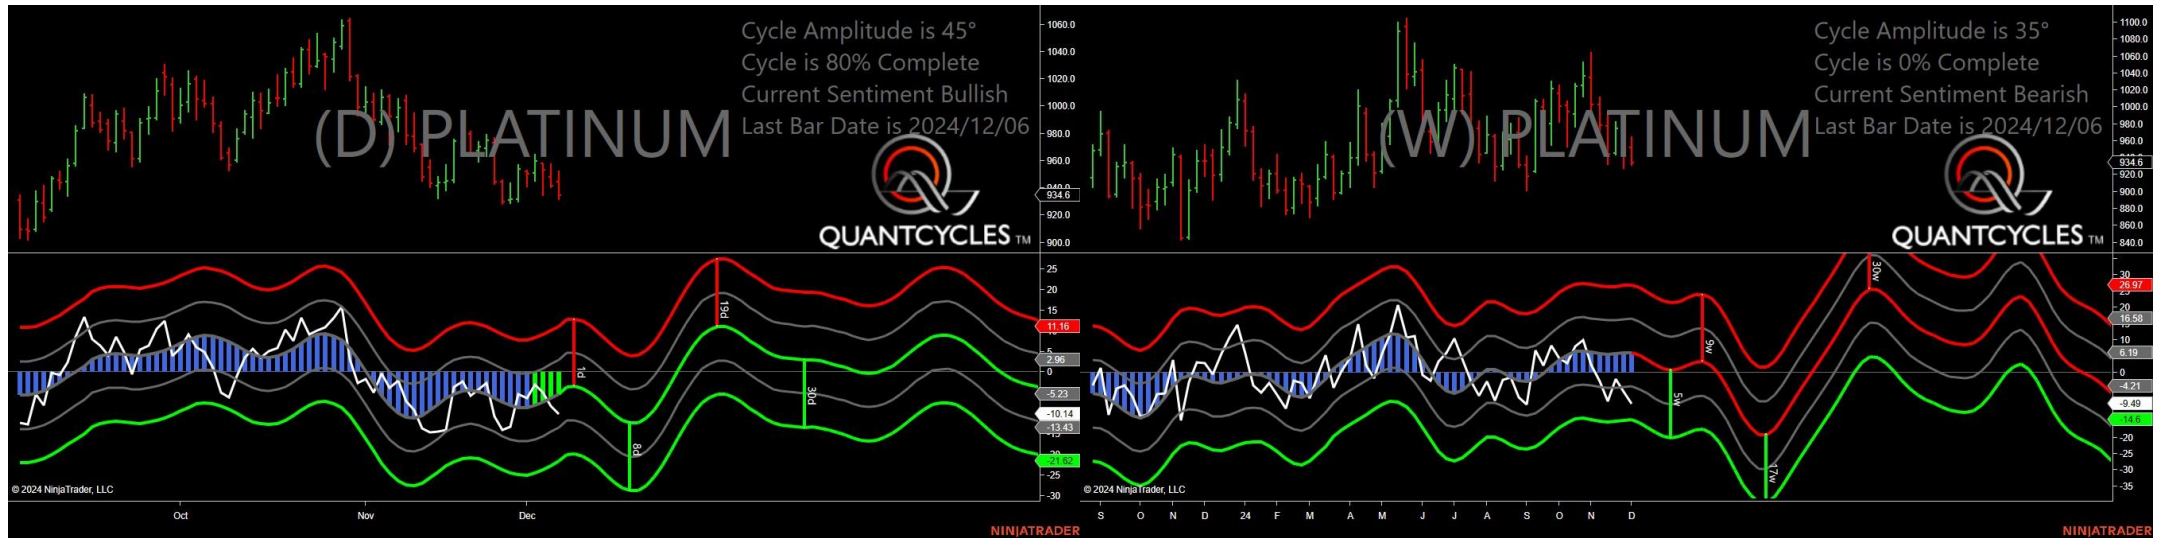 Cycle Amplitude is 45°
Cycle is 80% Complete
Current Sentiment Bullish
Last Bar Date is 2024/12/06
(D) PLATINUM
QUANTCYCLES TM
1060.0
1040.0
1020.0
1000.0
980.0
960.0
940.0
934.6
920.0
900.0
25
20
15
10
11.16
5
2.96
0
-5.23
-10.14
-13.43
-15
-21.62
-25
-30
1d
8d
19d
30d
© 2024 NinjaTrader, LLC
Oct
Nov
Dec
NINJATRADER
Cycle Amplitude is 35°
Cycle is 0% Complete
Current Sentiment Bearish
Last Bar Date is 2024/12/06
(W) PLATINUM
QUANTCYCLES TM
1100.0
1080.0
1060.0
1040.0
1020.0
1000.0
980.0
960.0
934.6
920.0
900.0
880.0
860.0
840.0
30
26.97
20
16.58
10
6.19
0
-4.21
-9.49
-14.6
-20
-25
-30
-35
5w
9w
17w
30w
© 2024 NinjaTrader, LLC
S O N D 24 F M A M J J A S O N D
NINJATRADER